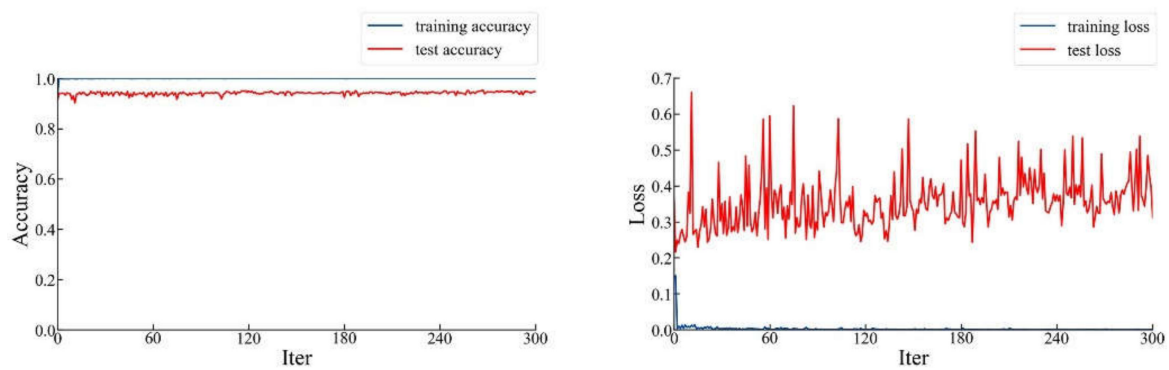 training accuracy
test accuracy
1.0
0.8
0.6
0.4
0.2
0.0
Accuracy
0 60 120 180 240 300
Iter
training loss
test loss
0.7
0.6
0.5
0.4
0.3
0.2
0.1
0.0
Loss
0 60 120 180 240 300
Iter